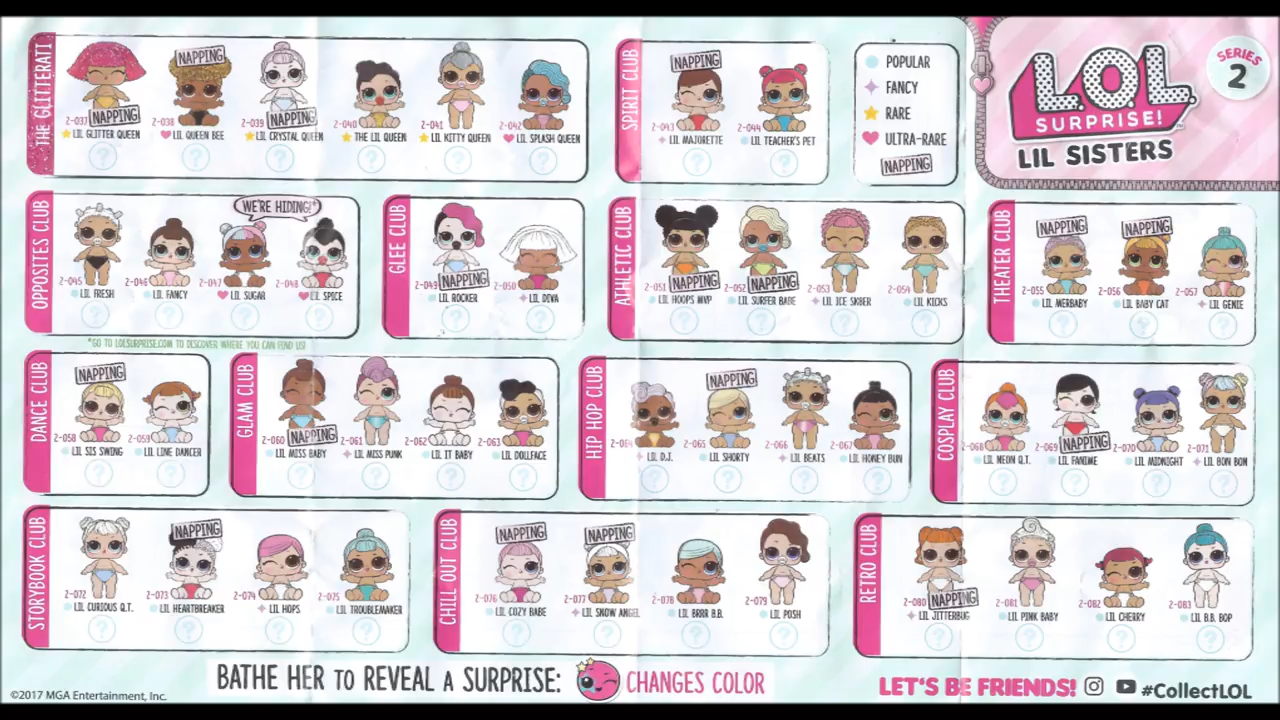 THE GLITTERATI
NAPPING
2-037 NAPPING
LIL GLITTER QUEEN
2-038
LIL QUEEN BEE
2-039 NAPPING
LIL CRYSTAL QUEEN
2-040
THE LIL QUEEN
2-041
LIL KITTY QUEEN
2-042
LIL SPLASH QUEEN
? ? ? ? ? ?
SPIRIT CLUB
NAPPING
2-043
LIL MAJORETTE
2-044
LIL TEACHER'S PET
? ?
POPULAR
FANCY
RARE
ULTRA-RARE
NAPPING
L.O.L.
SURPRISE!™
LIL SISTERS
SERIES
2
OPPOSITES CLUB
WE'RE HIDING!*
2-045
LIL FRESH
2-046
LIL FANCY
2-047
LIL SUGAR
2-048
LIL SPICE
? ? ? ?
*GO TO LOLSURPRISE.COM TO DISCOVER WHERE YOU CAN FIND US!
GLEE CLUB
2-049 NAPPING
LIL ROCKER
2-050
LIL DIVA
? ?
ATHLETIC CLUB
2-051 NAPPING
LIL HOOPS MVP
2-052 NAPPING
LIL SURFER BABE
2-053
LIL ICE SK8ER
2-054
LIL KICKS
? ? ? ?
THEATER CLUB
NAPPING
2-055
LIL MERBABY
NAPPING
2-056
LIL BABY CAT
2-057
LIL GENIE
? ? ?
DANCE CLUB
NAPPING
2-058
LIL SIS SWING
2-059
LIL LINE DANCER
? ?
GLAM CLUB
2-060 NAPPING
LIL MISS BABY
2-061
LIL MISS PUNK
2-062
LIL IT BABY
2-063
LIL DOLLFACE
? ? ? ?
HIP HOP CLUB
2-064
LIL D.J.
NAPPING
2-065
LIL SHORTY
2-066
LIL BEATS
2-067
LIL HONEY BUN
? ? ? ?
COSPLAY CLUB
2-068
LIL NEON Q.T.
2-069 NAPPING
LIL FANIME
2-070
LIL MIDNIGHT
2-071
LIL BON BON
? ? ? ?
STORYBOOK CLUB
2-072
LIL CURIOUS Q.T.
NAPPING
2-073
LIL HEARTBREAKER
2-074
LIL HOPS
2-075
LIL TROUBLEMAKER
? ? ? ?
CHILL OUT CLUB
NAPPING
2-076
LIL COZY BABE
NAPPING
2-077
LIL SNOW ANGEL
2-078
LIL BRRR B.B.
2-079
LIL POSH
? ? ? ?
RETRO CLUB
2-080 NAPPING
LIL JITTERBUG
2-081
LIL PINK BABY
2-082
LIL CHERRY
2-083
LIL B.B. BOP
? ? ? ?
BATHE HER TO REVEAL A SURPRISE: CHANGES COLOR
©2017 MGA Entertainment, Inc.
LET'S BE FRIENDS! #CollectLOL